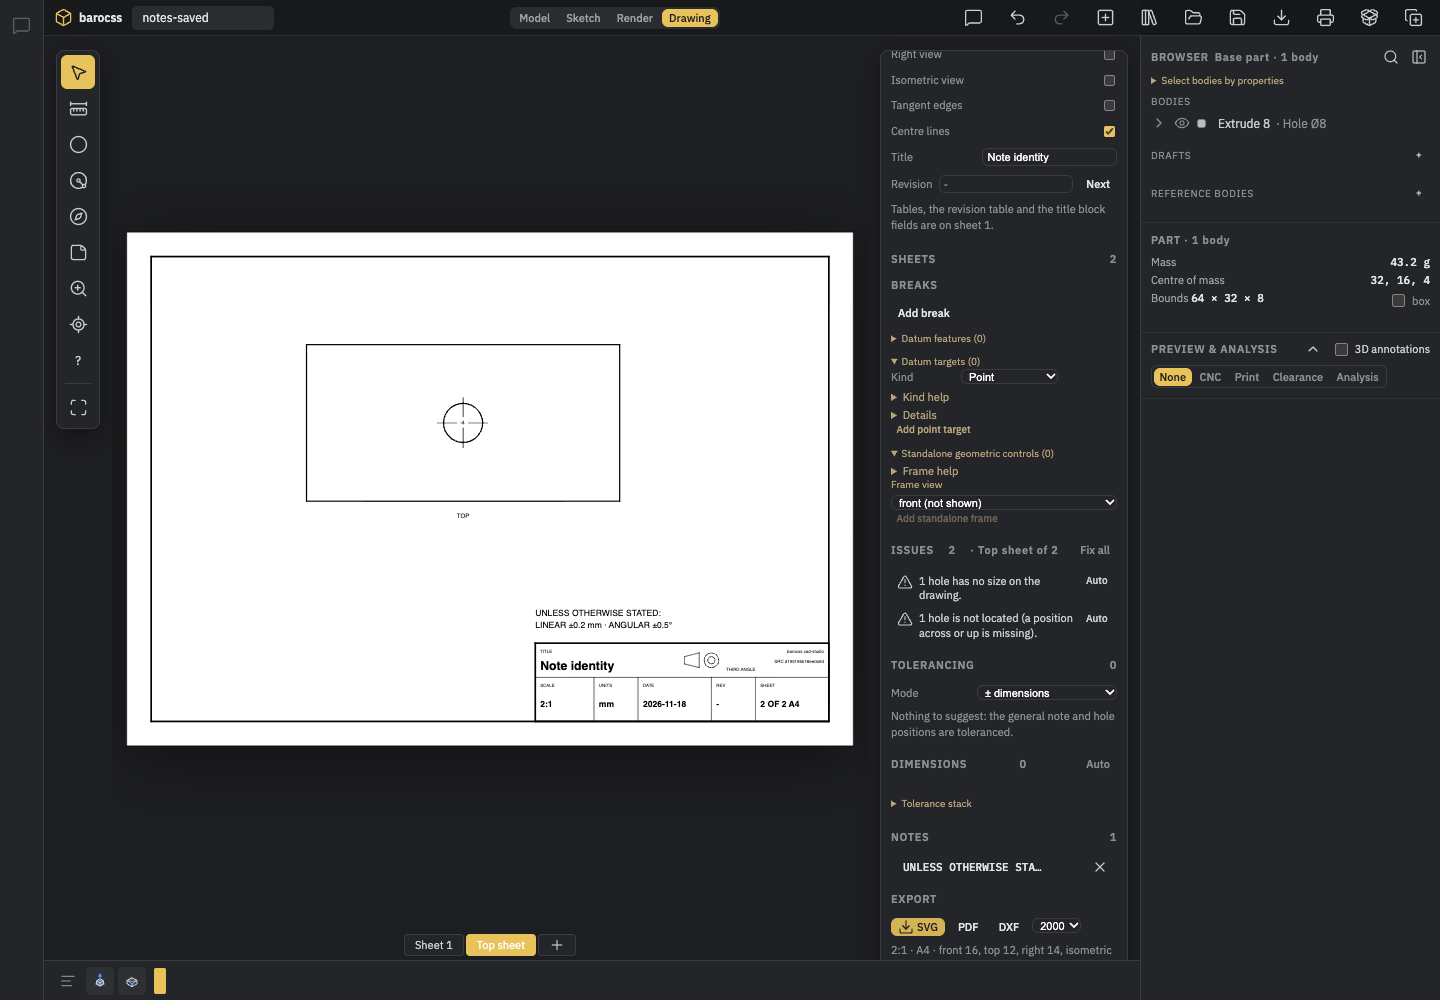 barocss
notes-saved
Model
Sketch
Render
Drawing
Right view
Isometric view
Tangent edges
Centre lines
Title
Note identity
Revision
-
Next
Tables, the revision table and the title block
fields are on sheet 1.
SHEETS
2
BREAKS
Add break
Datum features (0)
Datum targets (0)
Kind
Point
Kind help
Details
Add point target
Standalone geometric controls (0)
Frame help
Frame view
front (not shown)
Add standalone frame
ISSUES 2 · Top sheet of 2 Fix all
1 hole has no size on the
drawing.
Auto
1 hole is not located (a position
across or up is missing).
Auto
TOLERANCING
0
Mode
± dimensions
Nothing to suggest: the general note and hole
positions are toleranced.
DIMENSIONS
0
Auto
Tolerance stack
NOTES
1
UNLESS OTHERWISE STA…
EXPORT
SVG
PDF
DXF
2000
2:1 · A4 · front 16, top 12, right 14, isometric
BROWSER Base part · 1 body
Select bodies by properties
BODIES
Extrude 8 · Hole Ø8
DRAFTS
+
REFERENCE BODIES
+
PART · 1 body
Mass
43.2 g
Centre of mass
32, 16, 4
Bounds 64 × 32 × 8
box
PREVIEW & ANALYSIS
3D annotations
None
CNC
Print
Clearance
Analysis
?
TOP
UNLESS OTHERWISE STATED:
LINEAR ±0.2 mm · ANGULAR ±0.5°
TITLE
Note identity
THIRD ANGLE
barocss cad-studio
SCALE
2:1
UNITS
mm
DATE
2026-11-18
REV
-
SHEET
2 OF 2 A4
Sheet 1
Top sheet
+